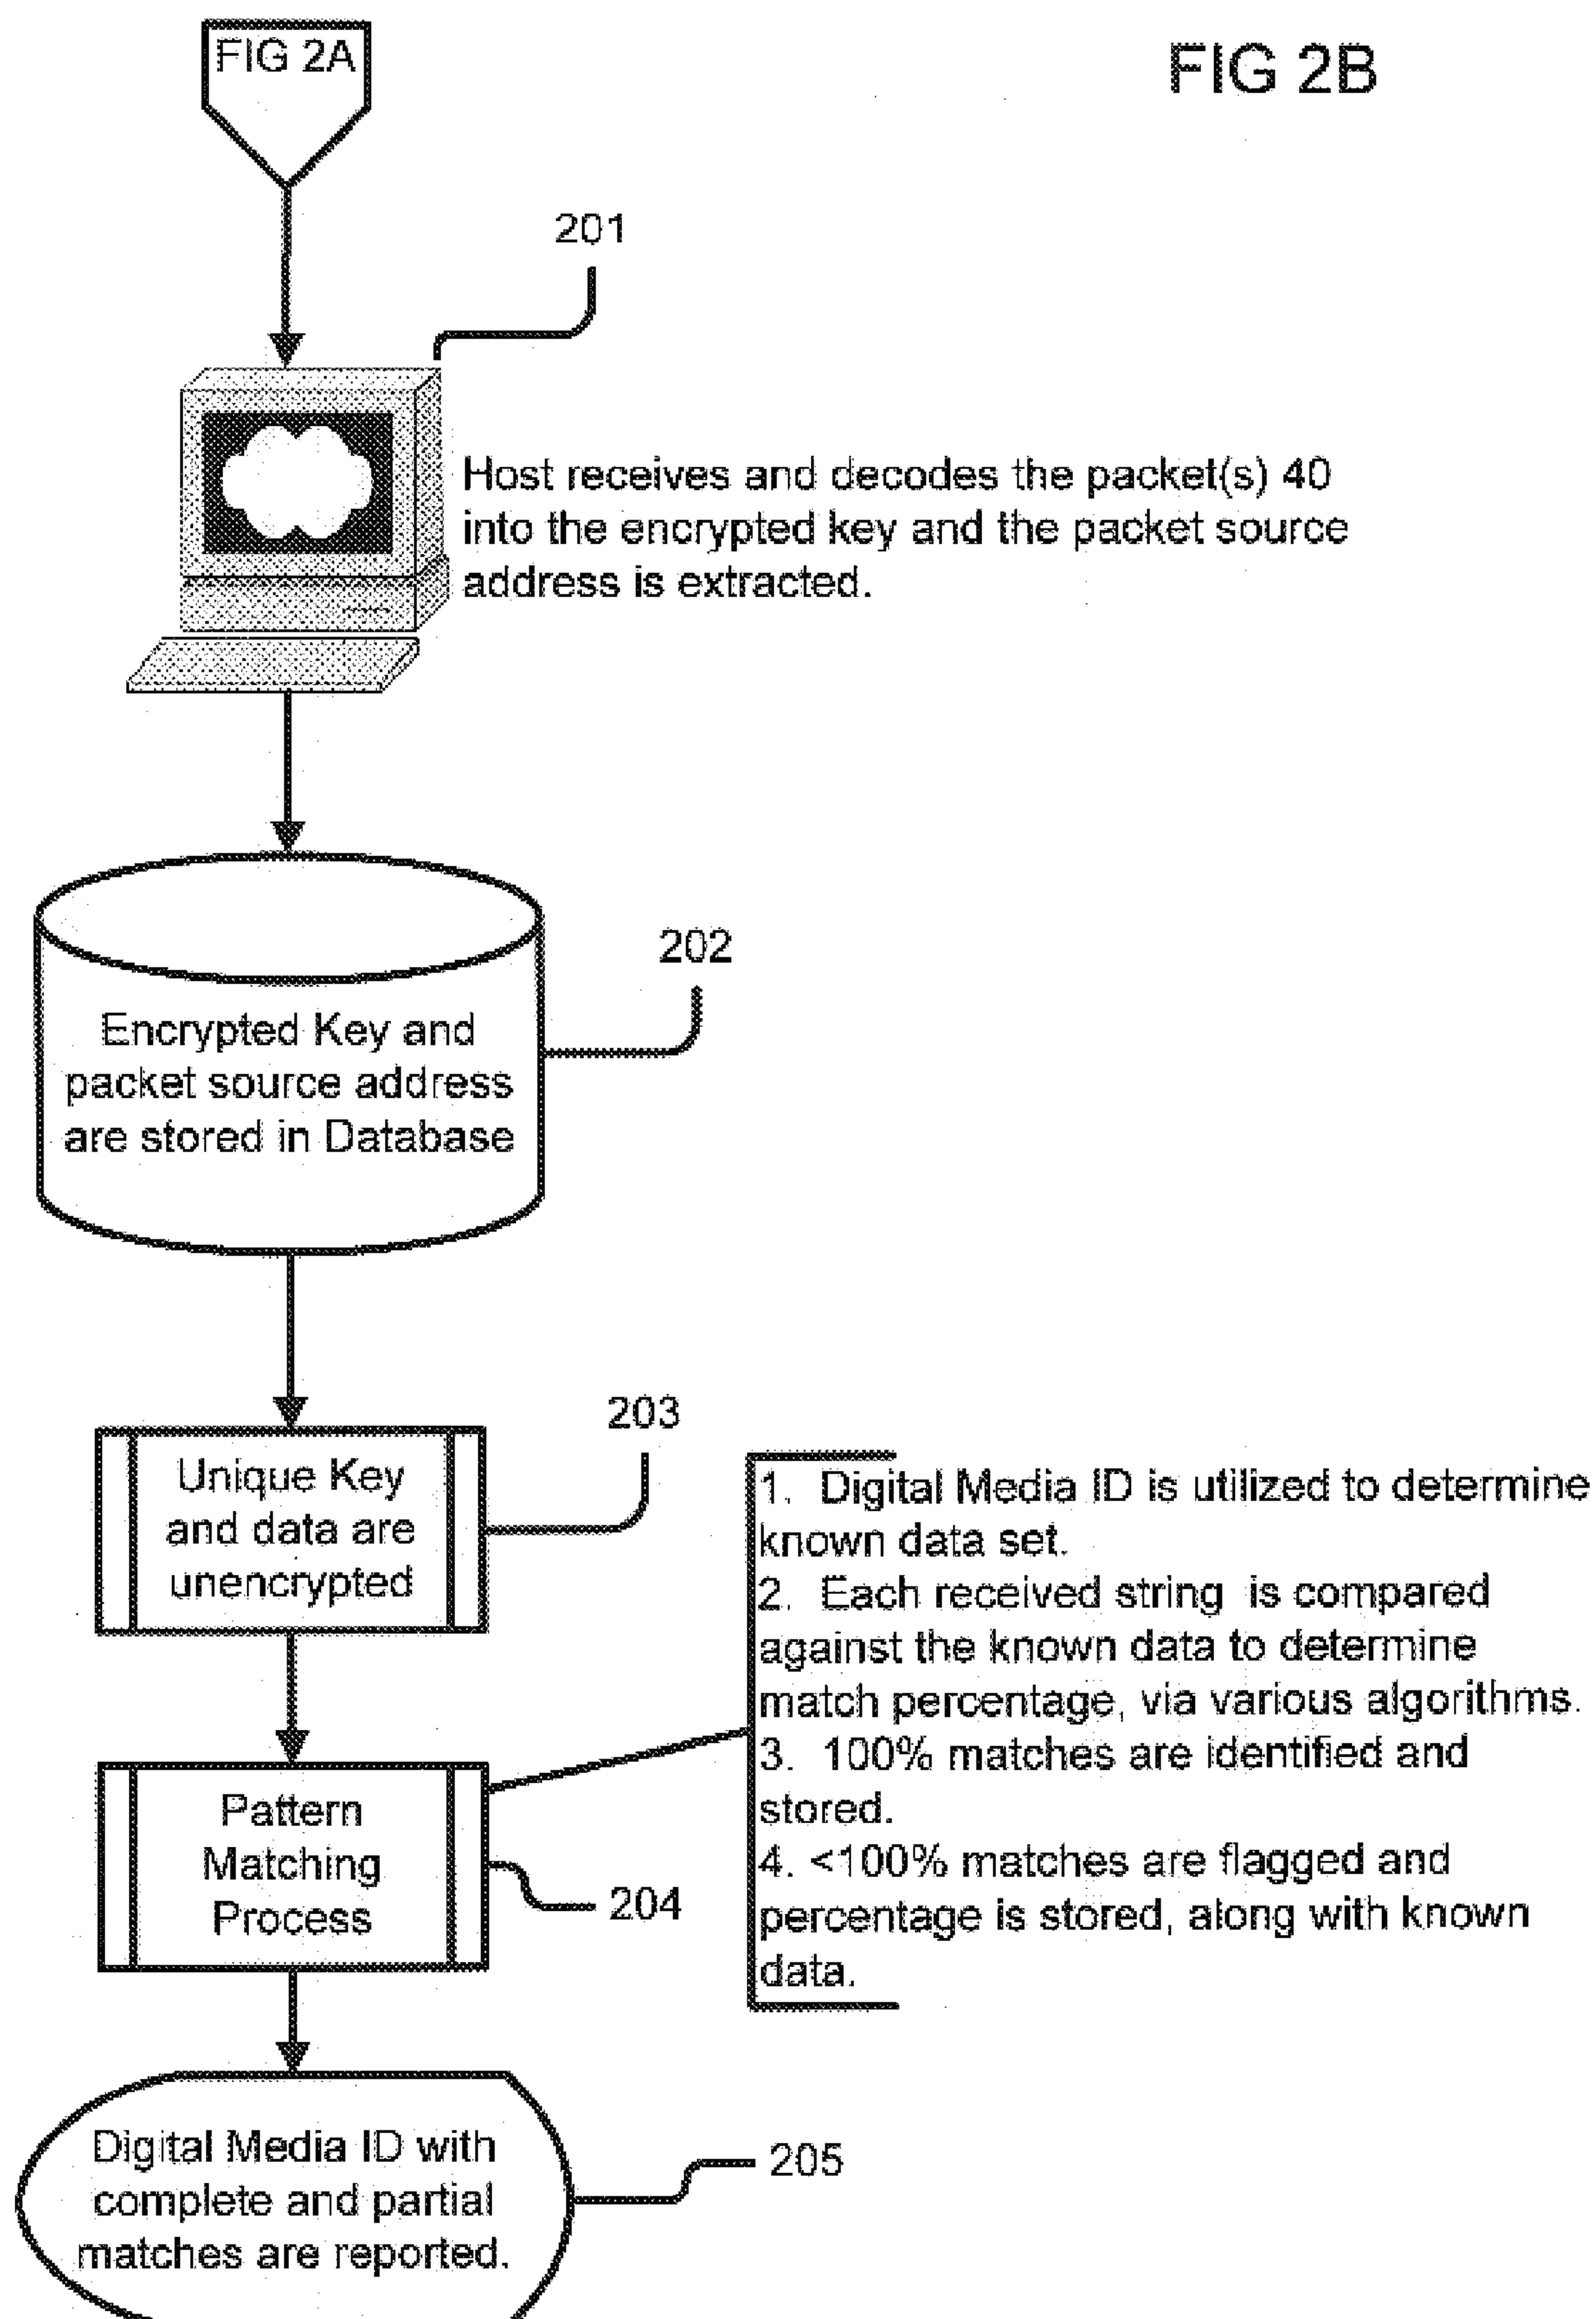 FIG 2A
FIG 2B
201
Host receives and decodes the packet(s) 40
into the encrypted key and the packet source
address is extracted.
202
Encrypted Key and
packet source address
are stored in Database
203
Unique Key
and data are
unencrypted
1. Digital Media ID is utilized to determine
known data set.
2. Each received string is compared
against the known data to determine
match percentage, via various algorithms.
3. 100% matches are identified and
stored.
4. <100% matches are flagged and
percentage is stored, along with known
data.
Pattern
Matching
Process
204
Digital Media ID with
complete and partial
matches are reported.
205